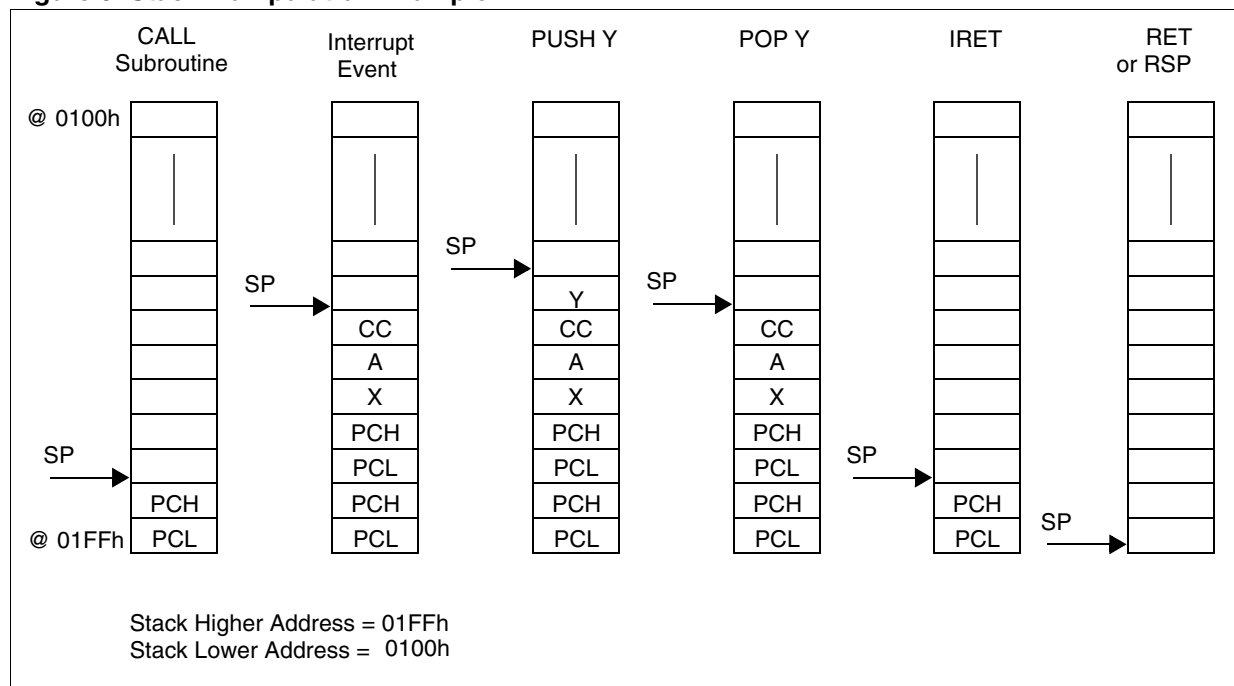 CALL
Subroutine
Interrupt
Event
PUSH Y
POP Y
IRET
RET
or RSP
@ 0100h
SP
SP
SP
Y
CC
CC
CC
A
A
A
X
X
X
PCH
PCH
PCH
SP
SP
PCL
PCL
PCL
PCH
PCH
PCH
PCH
PCH
SP
@ 01FFh
PCL
PCL
PCL
PCL
PCL
Stack Higher Address = 01FFh
Stack Lower Address = 0100h